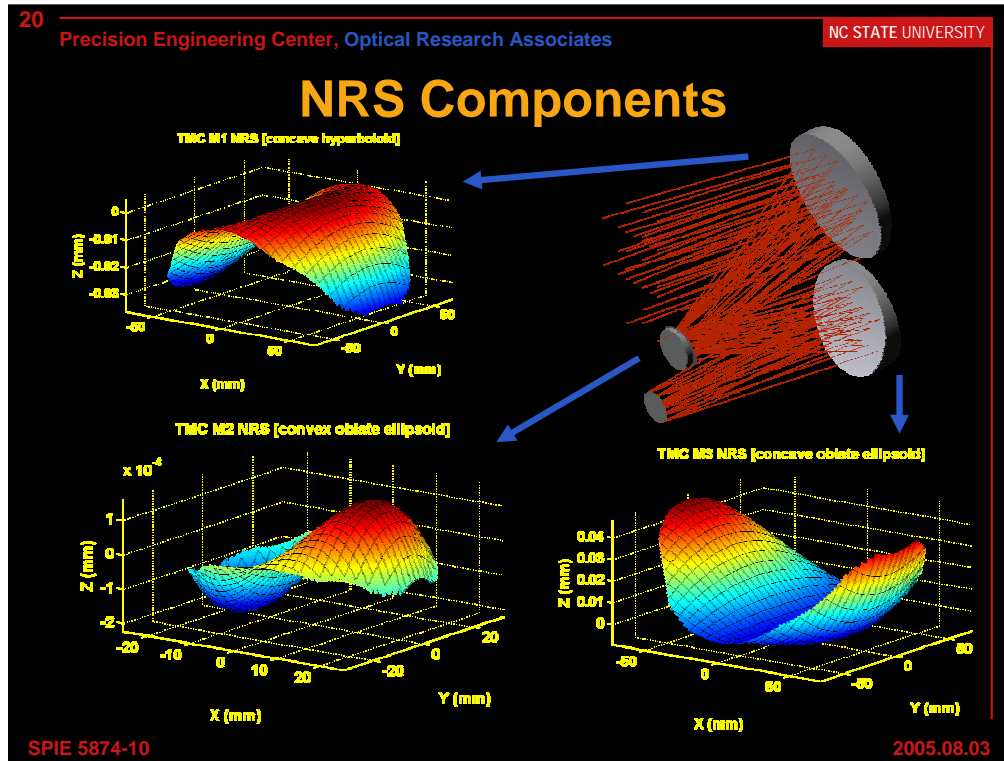 20
Precision Engineering Center, Optical Research Associates
NC STATE UNIVERSITY
NRS Components
TMC M1 NRS [concave hyperboloid]
0
-0.01
-0.02
-0.03
Z (mm)
-50
0
50
X (mm)
-50
0
50
Y (mm)
TMC M2 NRS [convex oblate ellipsoid]
x 10
1
0
-1
-2
Z (mm)
-20
-10
0
10
20
X (mm)
-20
0
20
Y (mm)
TMC M3 NRS [concave oblate ellipsoid]
0.04
0.03
0.02
0.01
0
Z (mm)
-50
0
50
X (mm)
-50
0
50
Y (mm)
SPIE 5874-10
2005.08.03